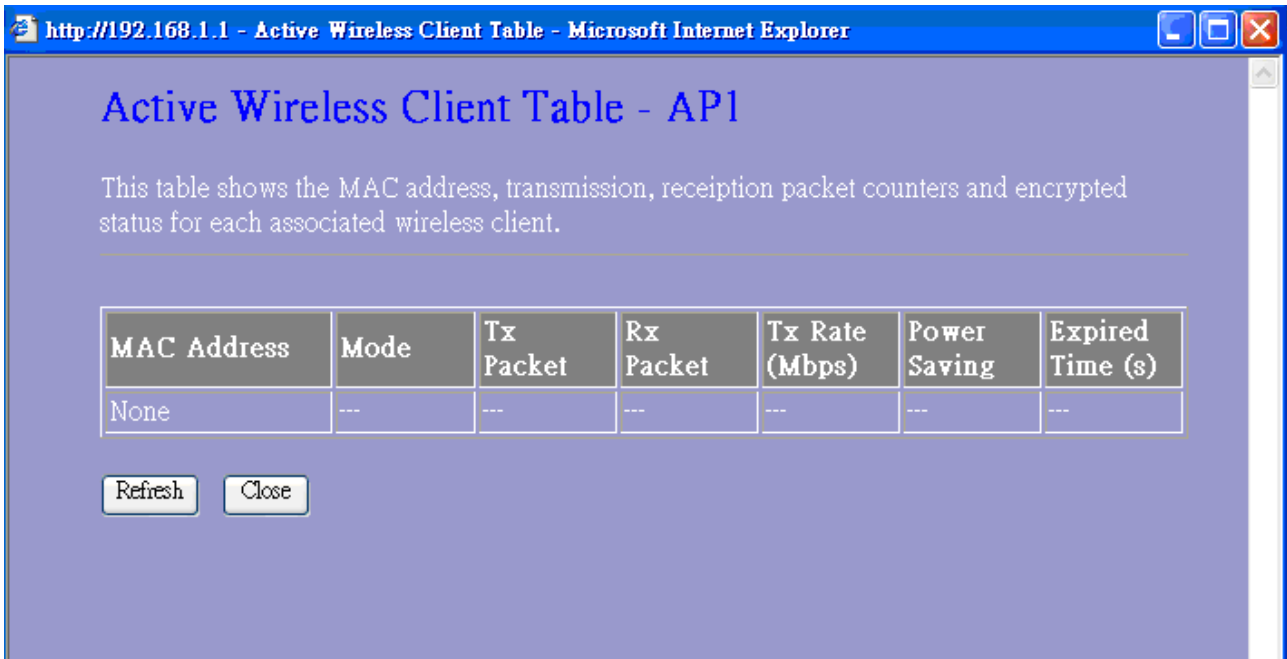 http://192.168.1.1 - Active Wireless Client Table - Microsoft Internet Explorer
Active Wireless Client Table - AP1
This table shows the MAC address, transmission, receiption packet counters and encrypted
status for each associated wireless client.
MAC Address Mode Tx Packet Rx Packet Tx Rate (Mbps) Power Saving Expired Time (s)
None --- --- --- --- --- ---
Refresh Close